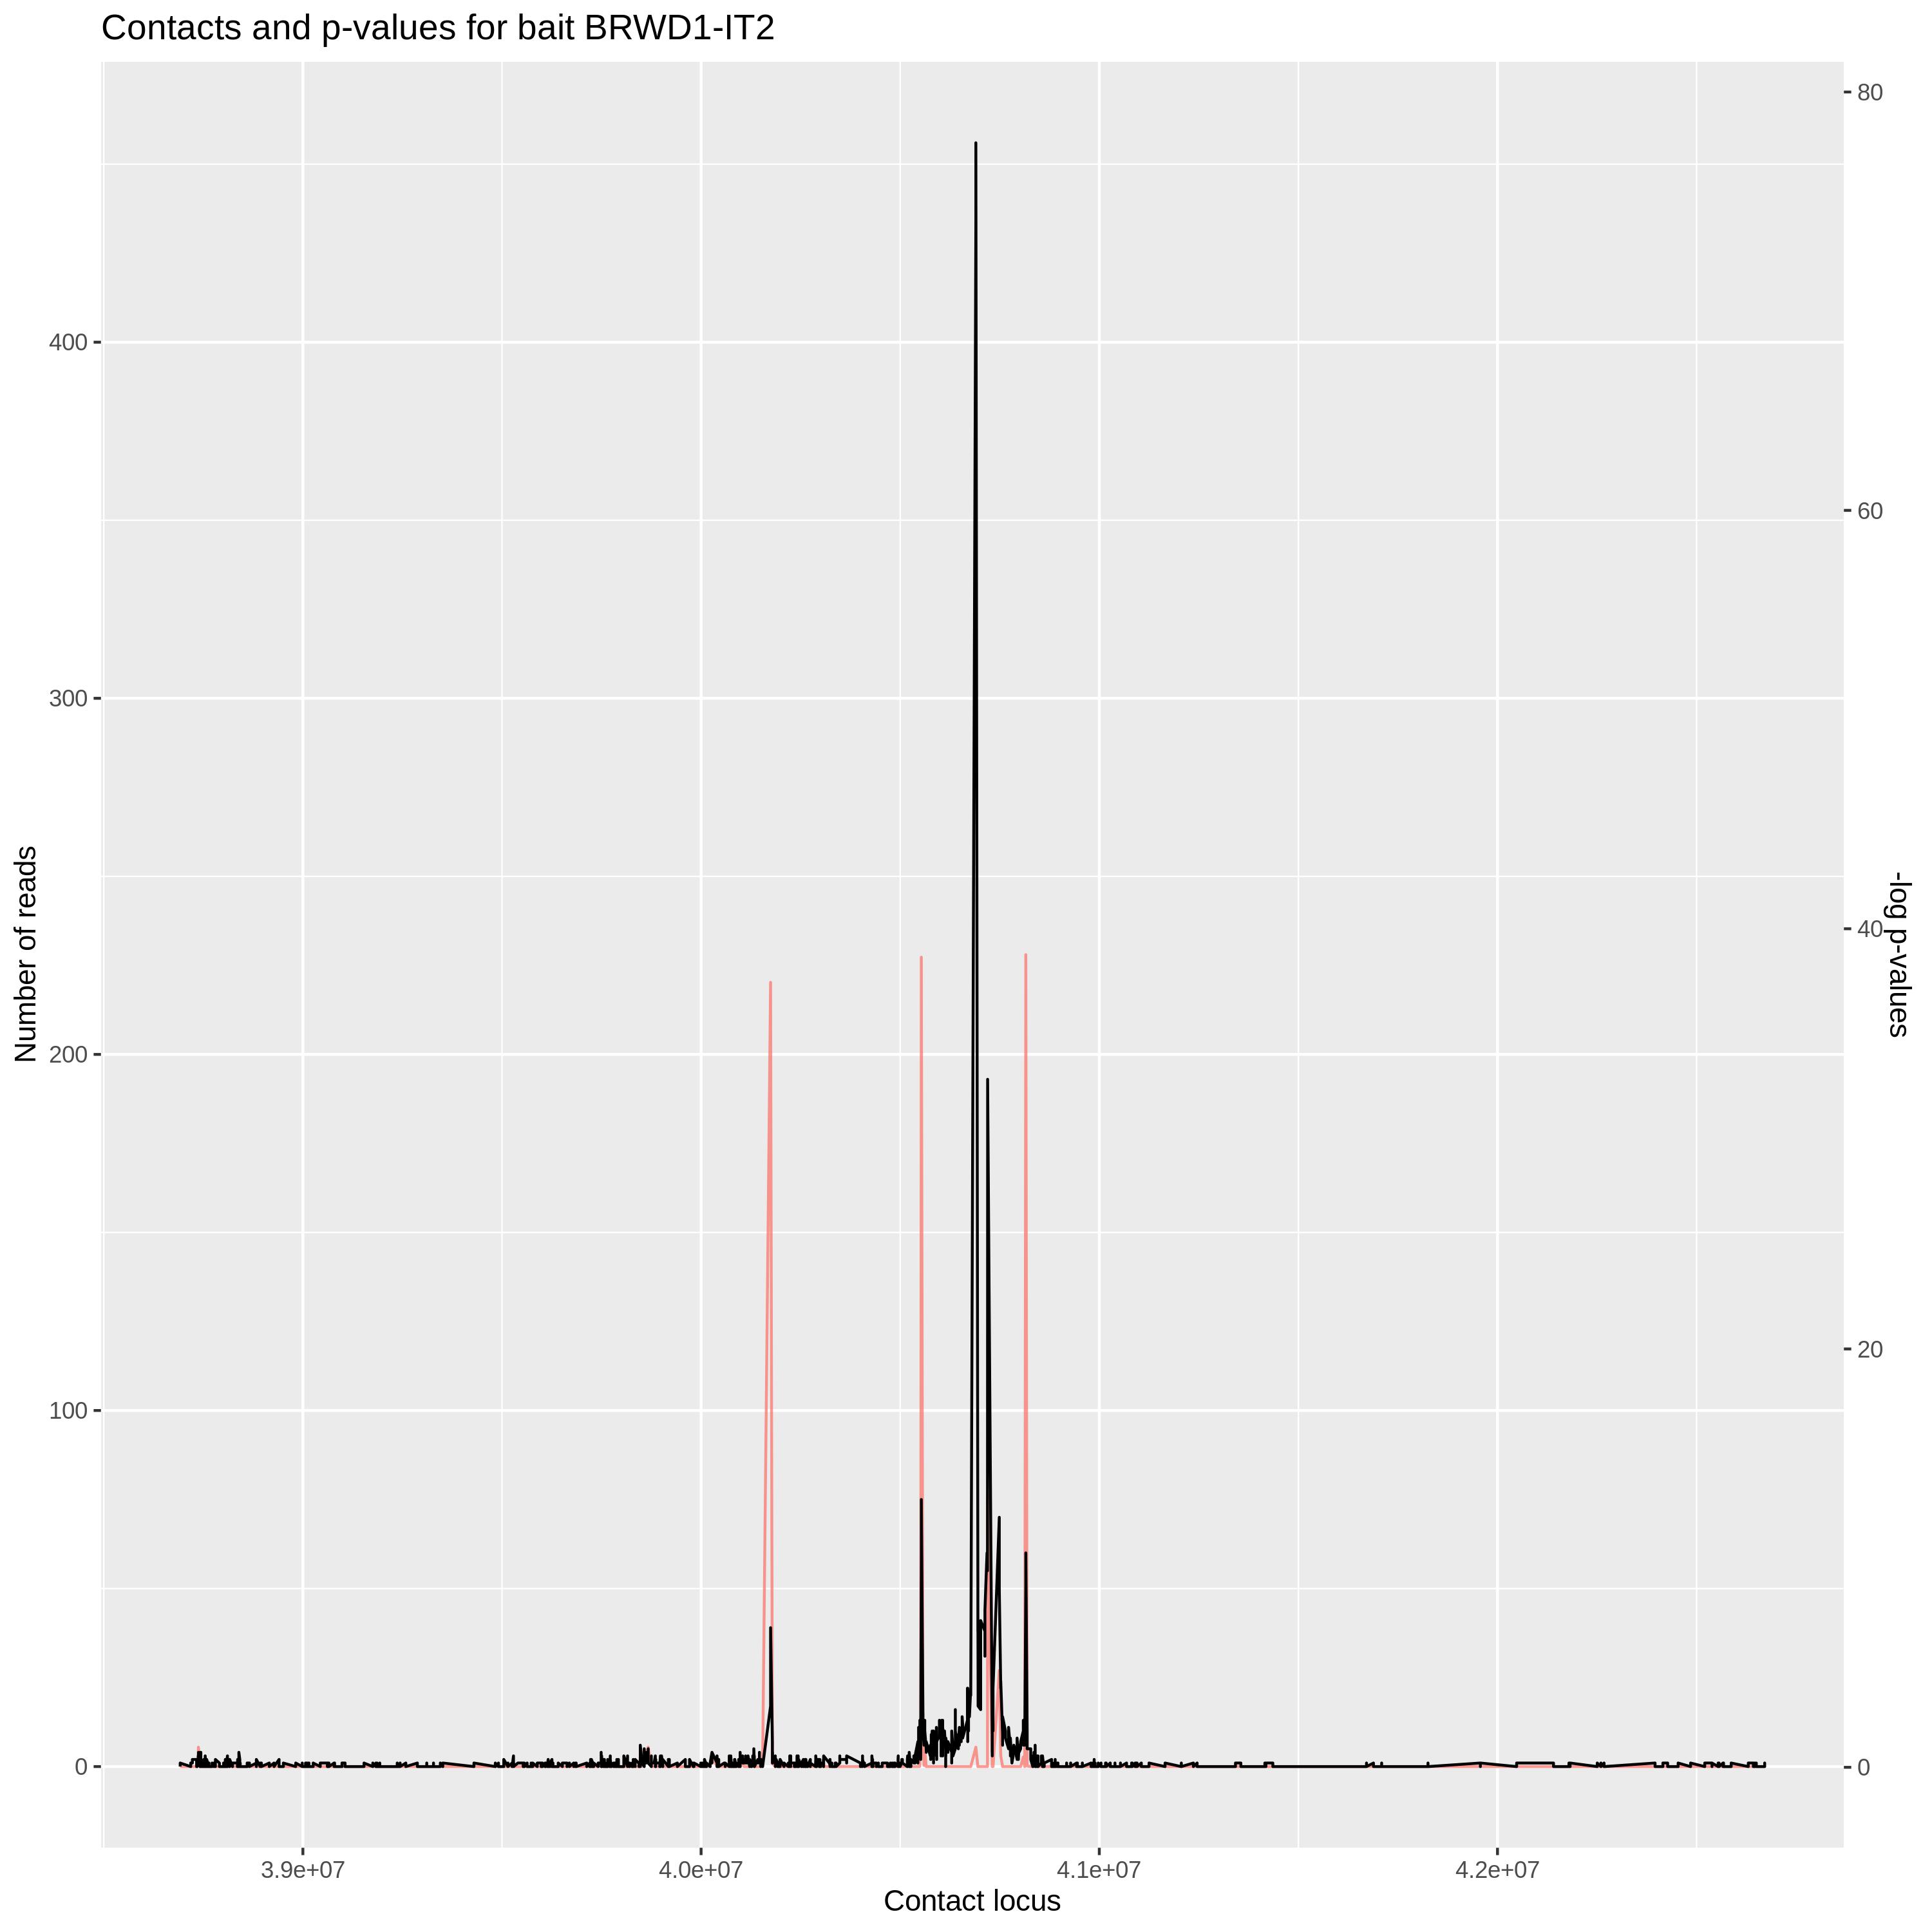 Contacts and p-values for bait BRWD1-IT2
80
400
60
300
Number of reads
-log p-values
40
200
20
100
0
0
3.9e+07
4.0e+07
4.1e+07
4.2e+07
Contact locus